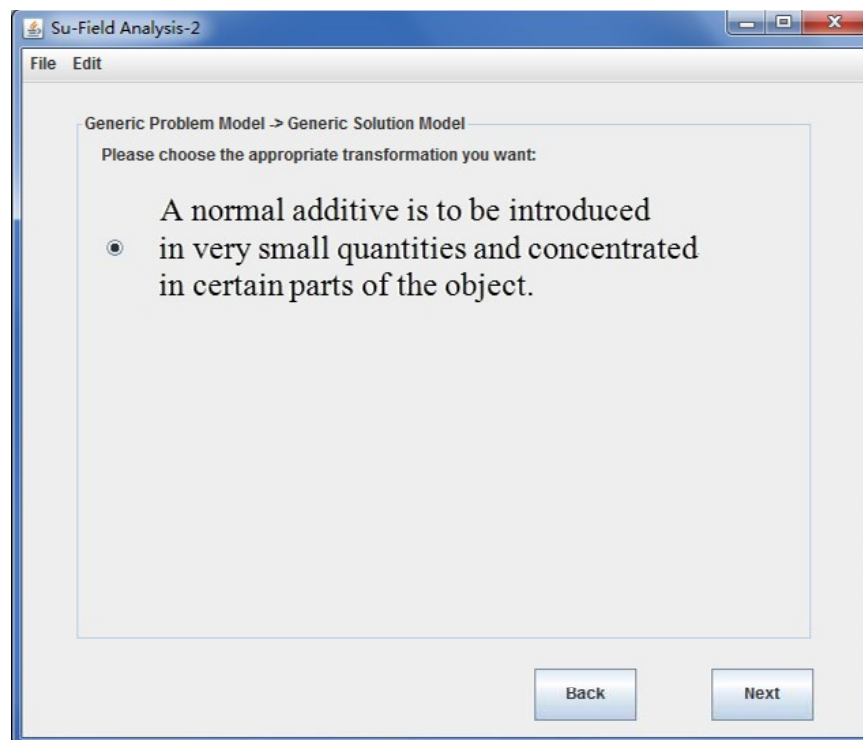 Su-Field Analysis-2
File Edit
Generic Problem Model -> Generic Solution Model
Please choose the appropriate transformation you want:
A normal additive is to be introduced
in very small quantities and concentrated
in certain parts of the object.
Back Next